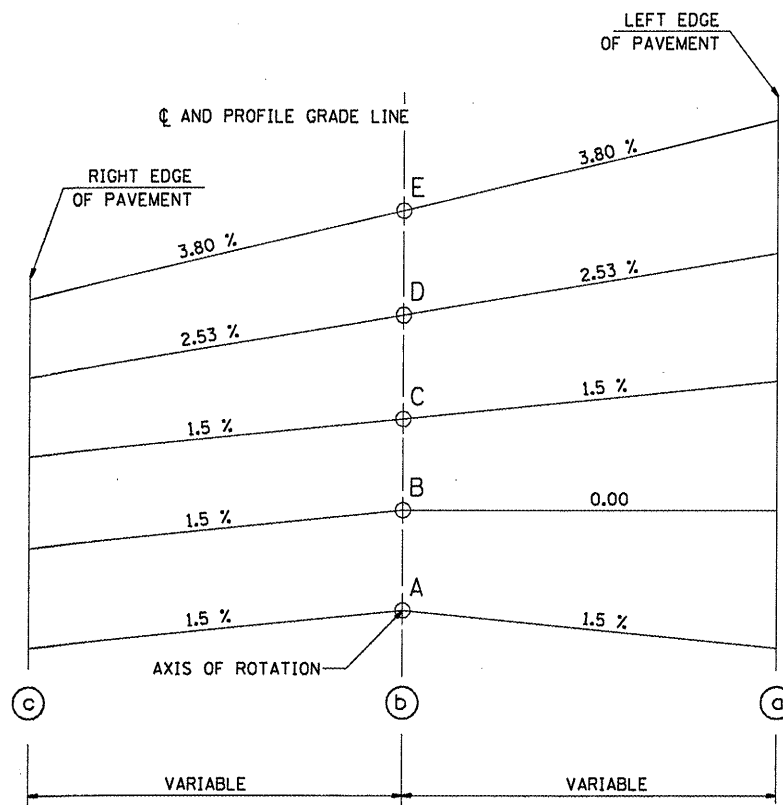 LEFT EDGE
OF PAVEMENT
℄ AND PROFILE GRADE LINE
RIGHT EDGE
OF PAVEMENT
3.80 %
E
3.80 %
2.53 %
D
2.53 %
1.5 %
C
1.5 %
1.5 %
B
0.00
1.5 %
A
1.5 %
AXIS OF ROTATION
c
b
a
VARIABLE
VARIABLE